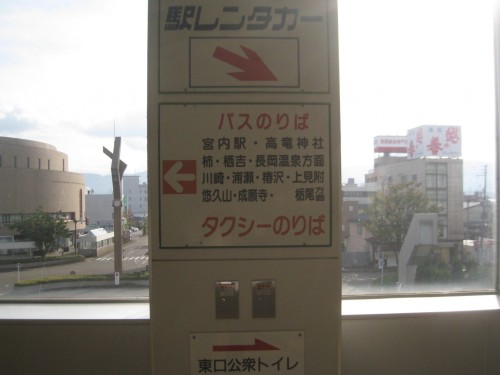 駅レンタカー
バスのりば
宮内駅・高竜神社
柿・栖吉・長岡温泉方面
川崎・浦瀬・椿沢・上見附
悠久山・成願寺・ 栃尾
タクシーのりば
東口公衆トイレ